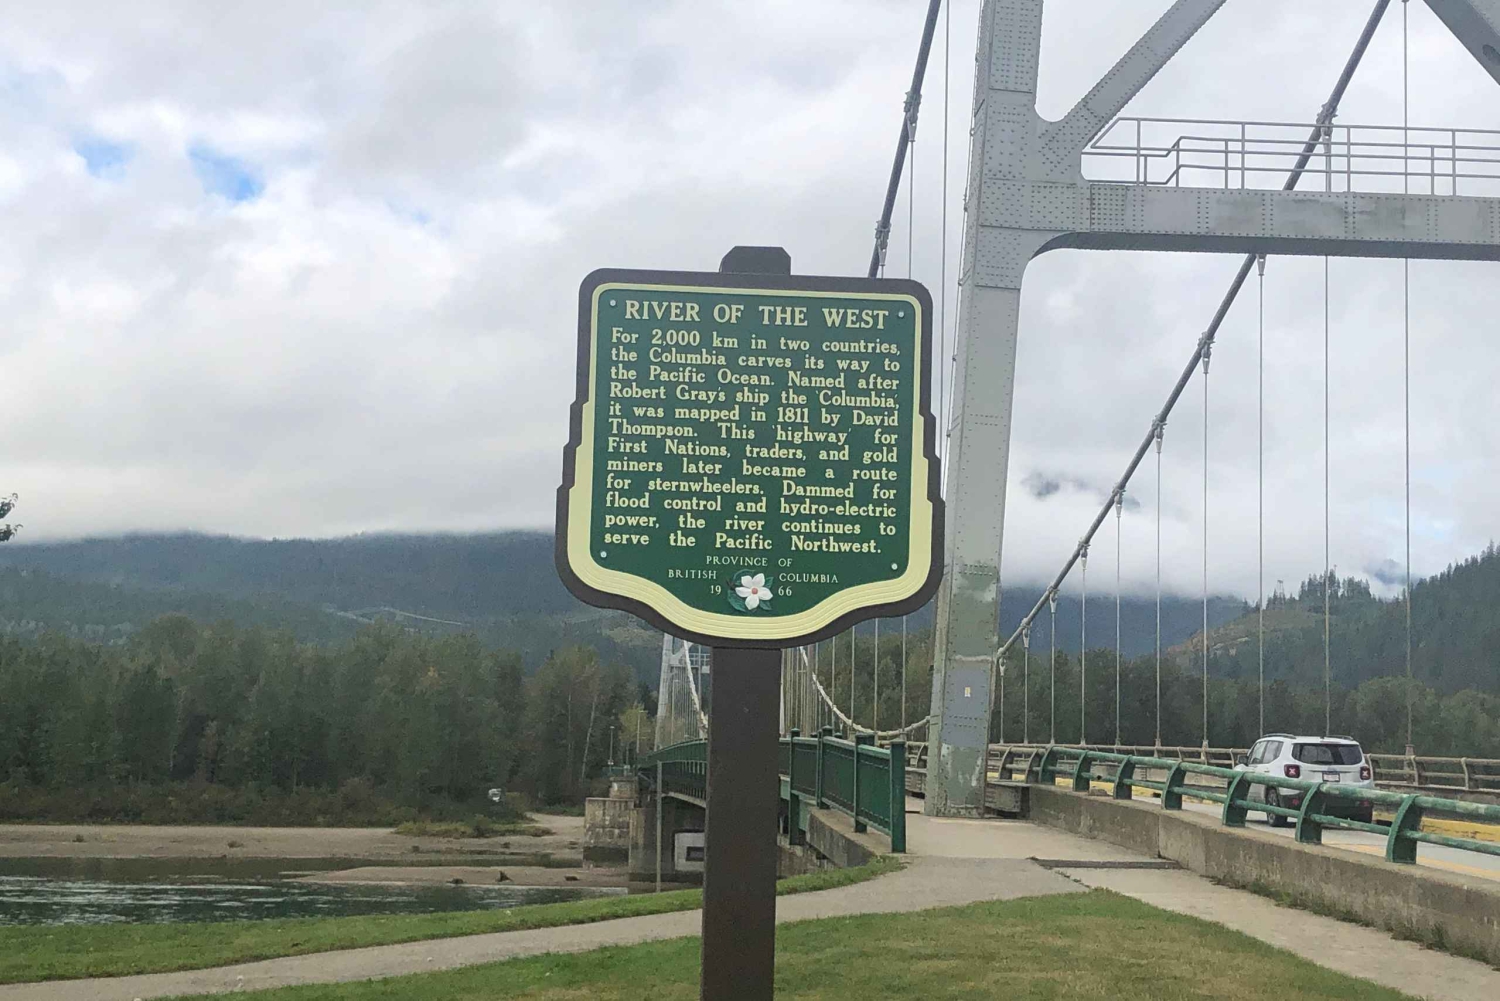 RIVER OF THE WEST
For 2,000 km in two countries,
the Columbia carves its way to
the Pacific Ocean. Named after
Robert Gray's ship the 'Columbia,'
it was mapped in 1811 by David
Thompson. This 'highway' for
First Nations, traders, and gold
miners later became a route
for sternwheelers. Dammed for
flood control and hydro-electric
power, the river continues to
serve the Pacific Northwest.
PROVINCE OF
BRITISH COLUMBIA
19 66